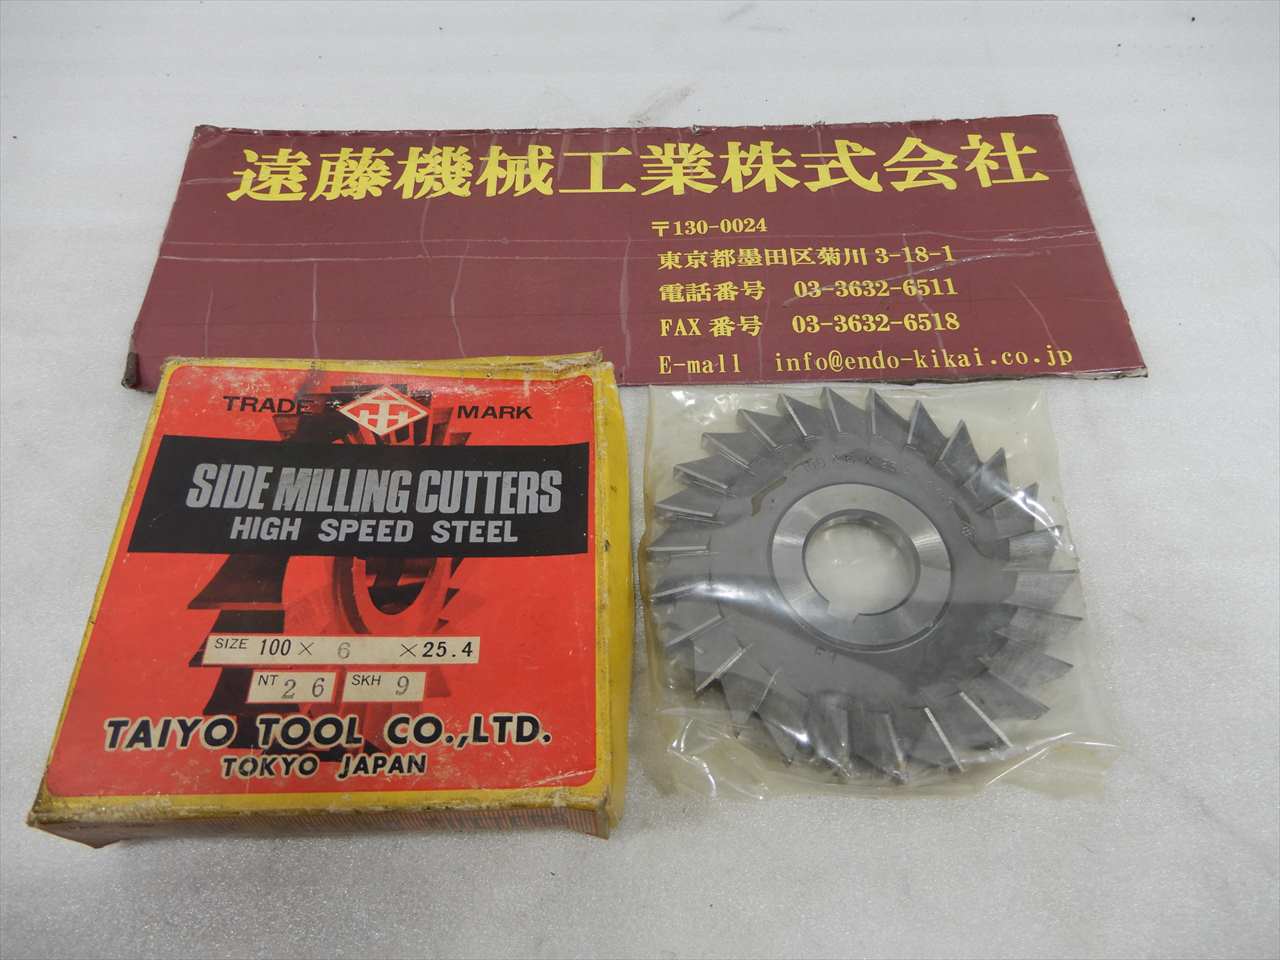 遠藤機械工業株式会社
〒130-0024
東京都墨田区菊川 3-18-1
電話番号 03-3632-6511
FAX 番号 03-3632-6518
E-mall info@endo-kikai.co.jp
TRADE MARK
SIDE MILLING CUTTERS
HIGH SPEED STEEL
SIZE 100 × 6 × 25.4
NT 26 SKH 9
TAIYO TOOL CO.,LTD.
TOKYO JAPAN